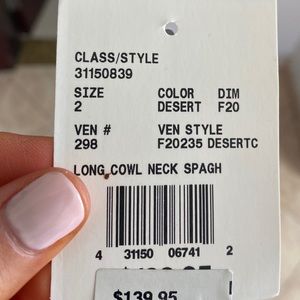 CLASS/STYLE
31150839
SIZE COLOR DIM
2 DESERT F20
VEN # VEN STYLE
298 F20235 DESERTC
LONG COWL NECK SPAGH
4 31150 06741 2
$139.95